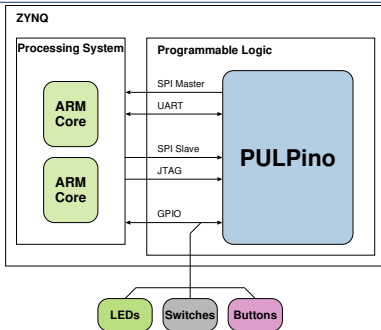 ZYNQ
Processing System
Programmable Logic
ARM
Core
ARM
Core
SPI Master
UART
SPI Slave
JTAG
GPIO
PULPino
LEDs
Switches
Buttons